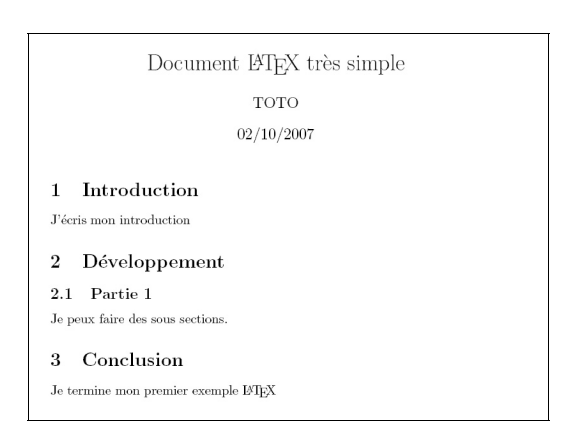 Document LATEX très simple
TOTO
02/10/2007
1 Introduction
J'écris mon introduction
2 Développement
2.1 Partie 1
Je peux faire des sous sections.
3 Conclusion
Je termine mon premier exemple LATEX